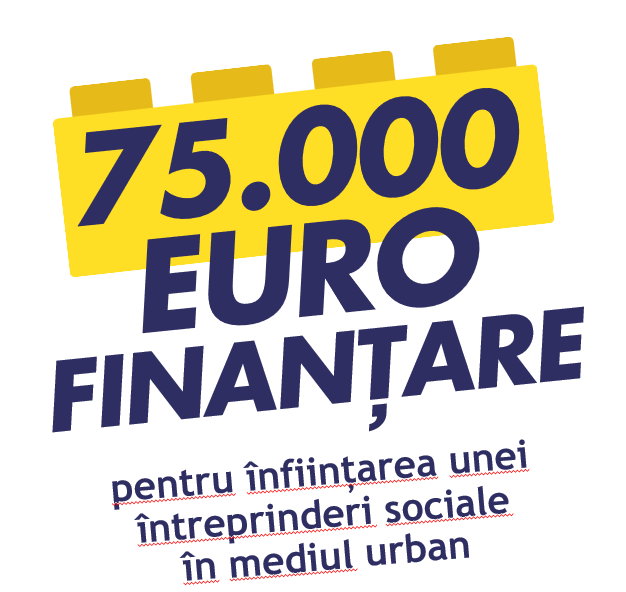 75.000
EURO
FINANȚARE
pentru înființarea unei
întreprinderi sociale
în mediul urban